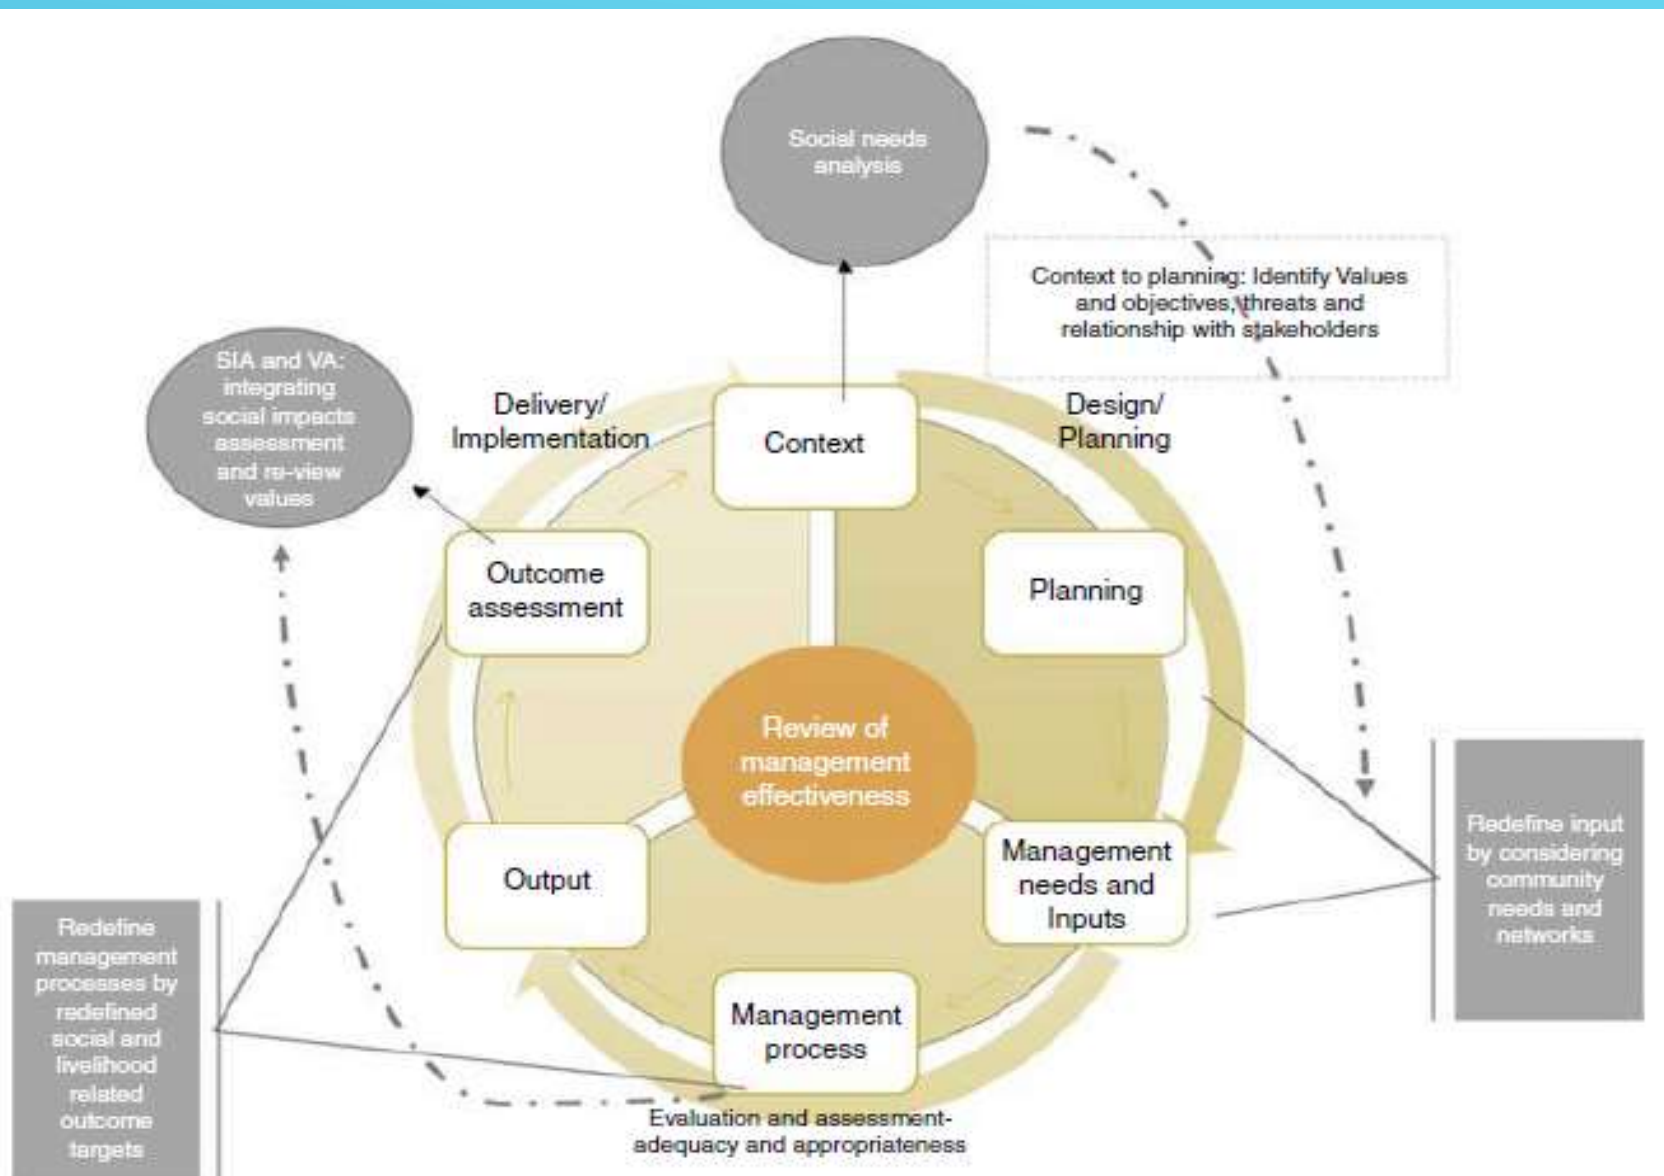 Social needs
analysis
Context to planning: Identify Values
and objectives, threats and
relationship with stakeholders
SIA and VA:
integrating
social impacts
assessment
and re-view
values
Delivery/
Implementation
Design/
Planning
Context
Outcome
assessment
Planning
Review of
management
effectiveness
Management
needs and
Inputs
Output
Management
process
Redefine input
by considering
community
needs and
networks
Redefine
management
processes by
redefined
social and
livelihood
related
outcome
targets
Evaluation and assessment-
adequacy and appropriateness